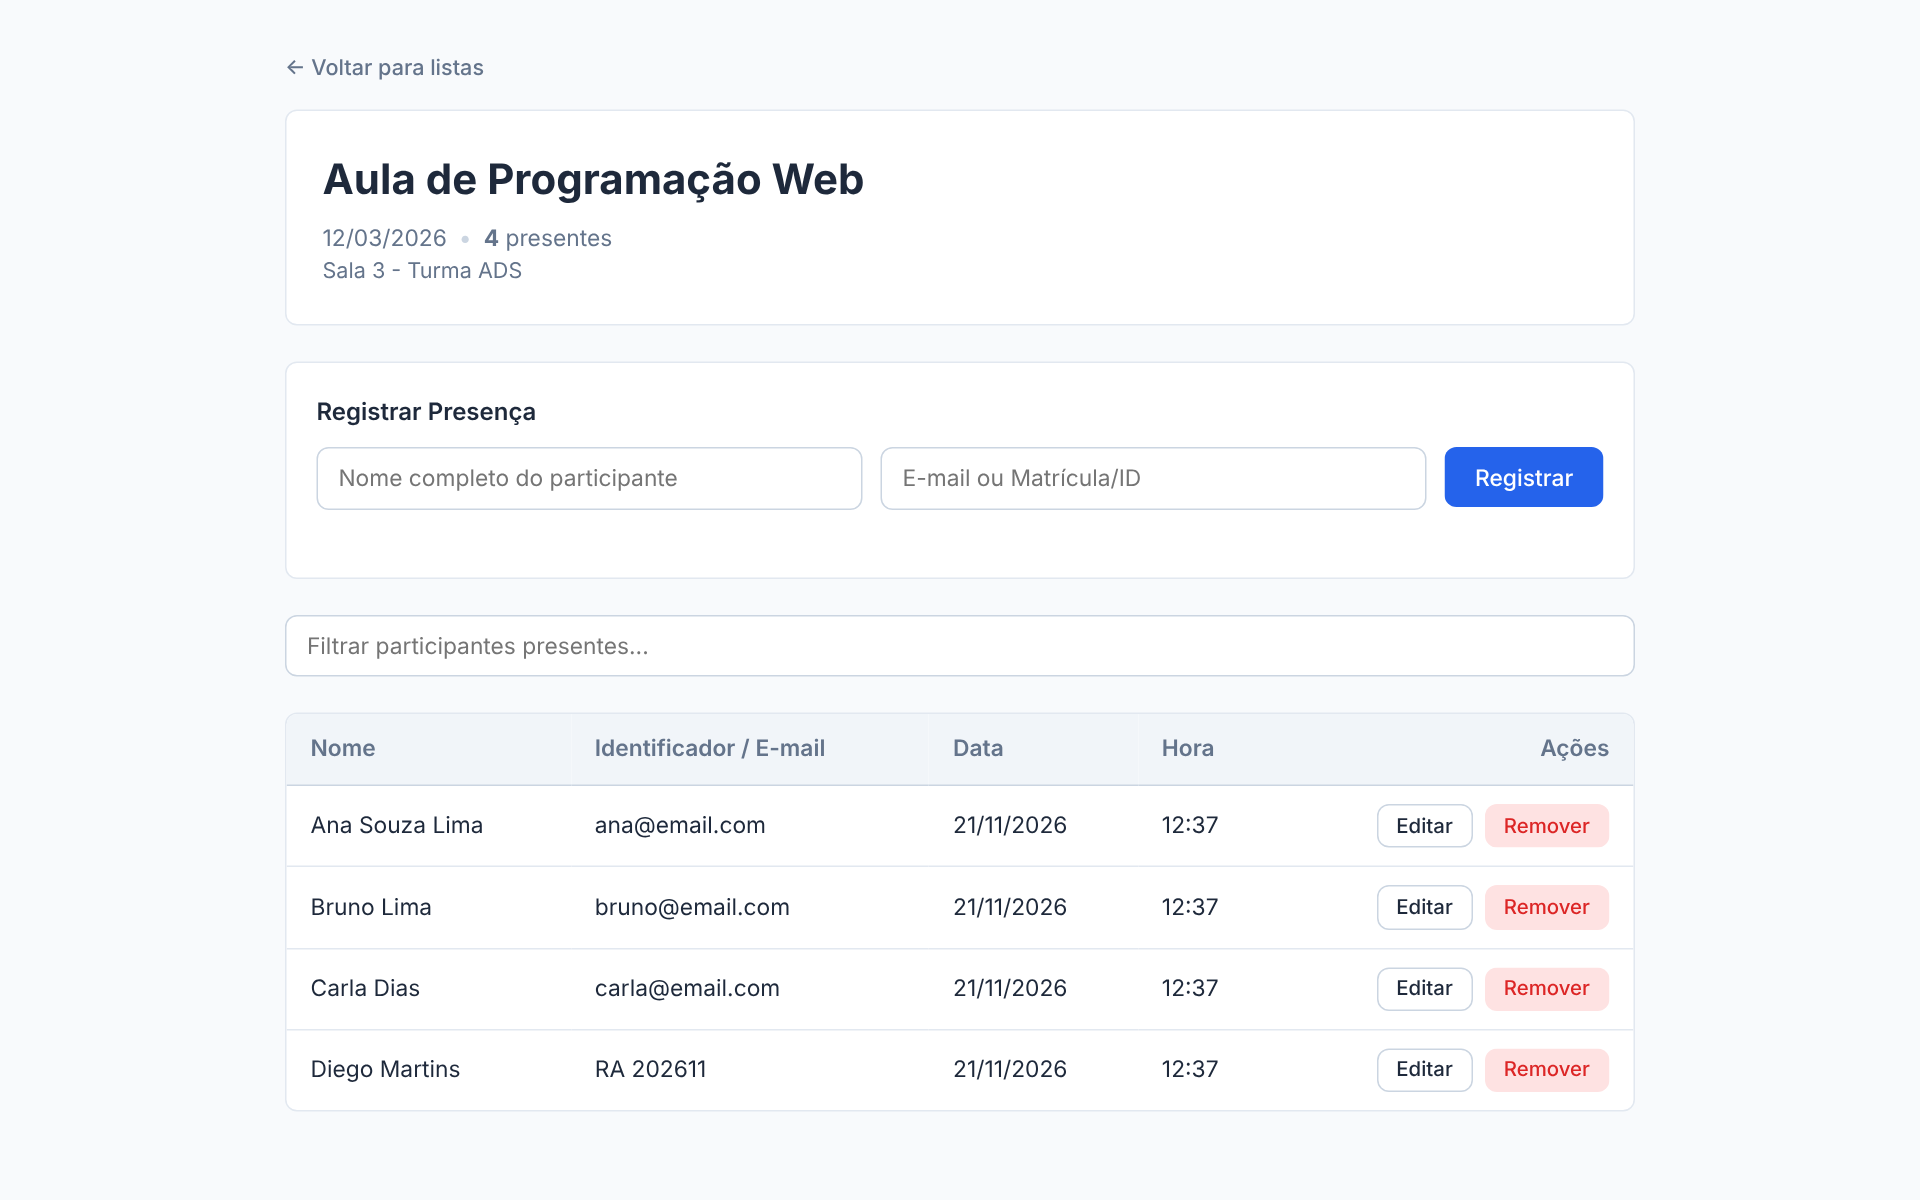 ← Voltar para listas
Aula de Programação Web
12/03/2026 • 4 presentes
Sala 3 - Turma ADS
Registrar Presença
Nome completo do participante E-mail ou Matrícula/ID Registrar
Filtrar participantes presentes...
Nome Identificador / E-mail Data Hora Ações
Ana Souza Lima ana@email.com 21/11/2026 12:37 Editar Remover
Bruno Lima bruno@email.com 21/11/2026 12:37 Editar Remover
Carla Dias carla@email.com 21/11/2026 12:37 Editar Remover
Diego Martins RA 202611 21/11/2026 12:37 Editar Remover